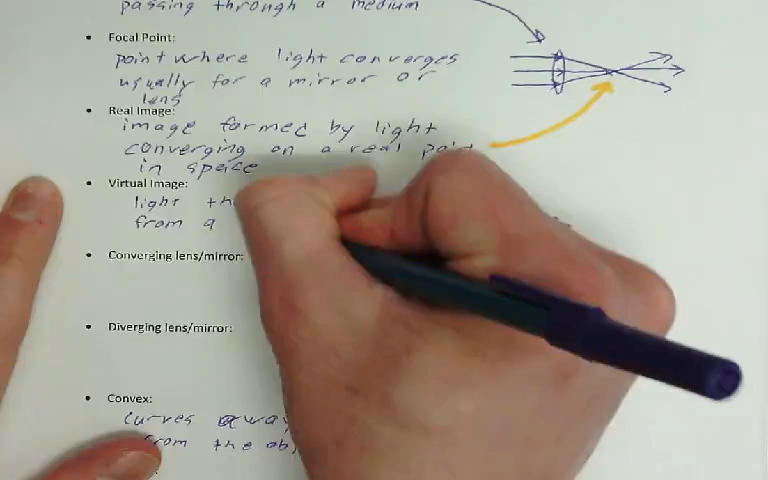 passing through a medium
• Focal Point:
point where light converges
usually for a mirror or
lens
• Real Image:
image formed by light
converging on a real point
in space
• Virtual Image:
light
from a
• Converging lens/mirror:
• Diverging lens/mirror:
• Convex:
curves away
from the